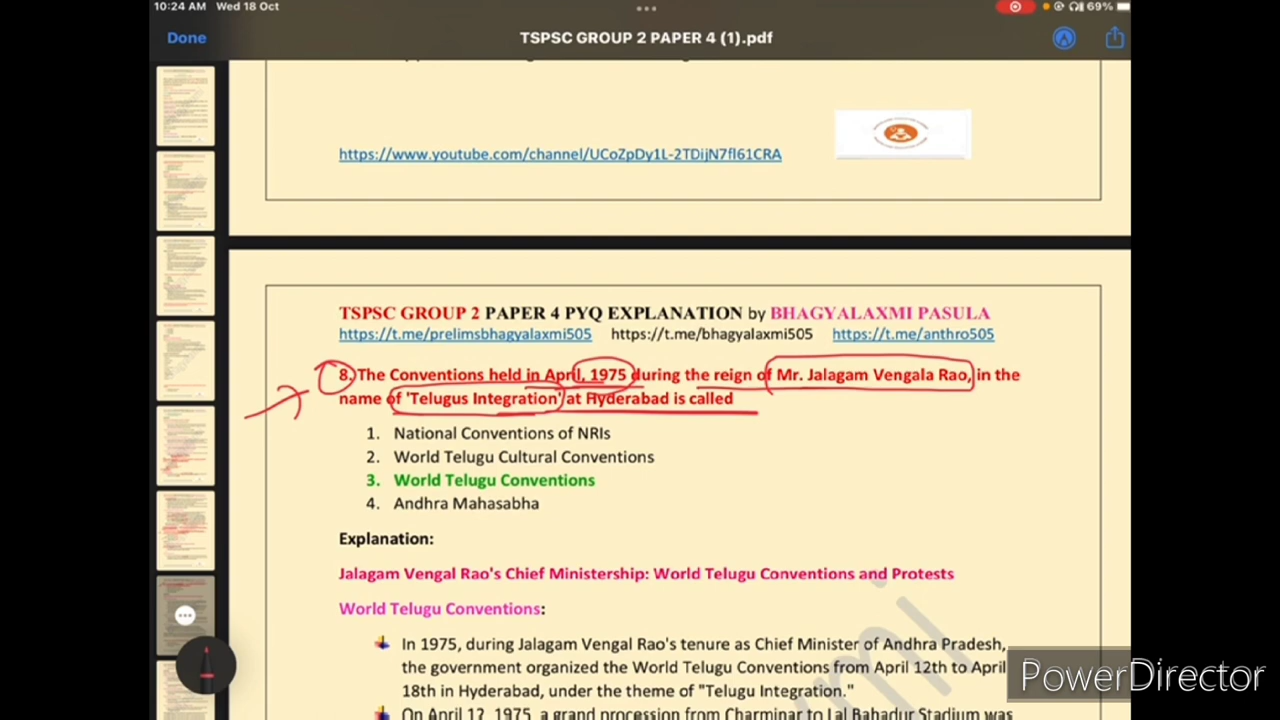 10:24 AM Wed 18 Oct
69%
Done
TSPSC GROUP 2 PAPER 4 (1).pdf
https://www.youtube.com/channel/UCoZpDy1L-2TDijN7fl61CRA
TSPSC GROUP 2 PAPER 4 PYQ EXPLANATION by BHAGYALAXMI PASULA
https://t.me/prelimsbhagyalaxmi505 https://t.me/bhagyalaxmi505 https://t.me/anthro505
8. The Conventions held in April, 1975 during the reign of Mr. Jalagam Vengala Rao, in the
name of 'Telugus Integration' at Hyderabad is called
1. National Conventions of NRIs
2. World Telugu Cultural Conventions
3. World Telugu Conventions
4. Andhra Mahasabha
Explanation:
Jalagam Vengal Rao's Chief Ministership: World Telugu Conventions and Protests
World Telugu Conventions:
In 1975, during Jalagam Vengal Rao's tenure as Chief Minister of Andhra Pradesh,
the government organized the World Telugu Conventions from April 12th to April
18th in Hyderabad, under the theme of "Telugu Integration."
On April 12, 1975, a grand procession from Charminar to Lal Bahadur Stadium was
PowerDirector